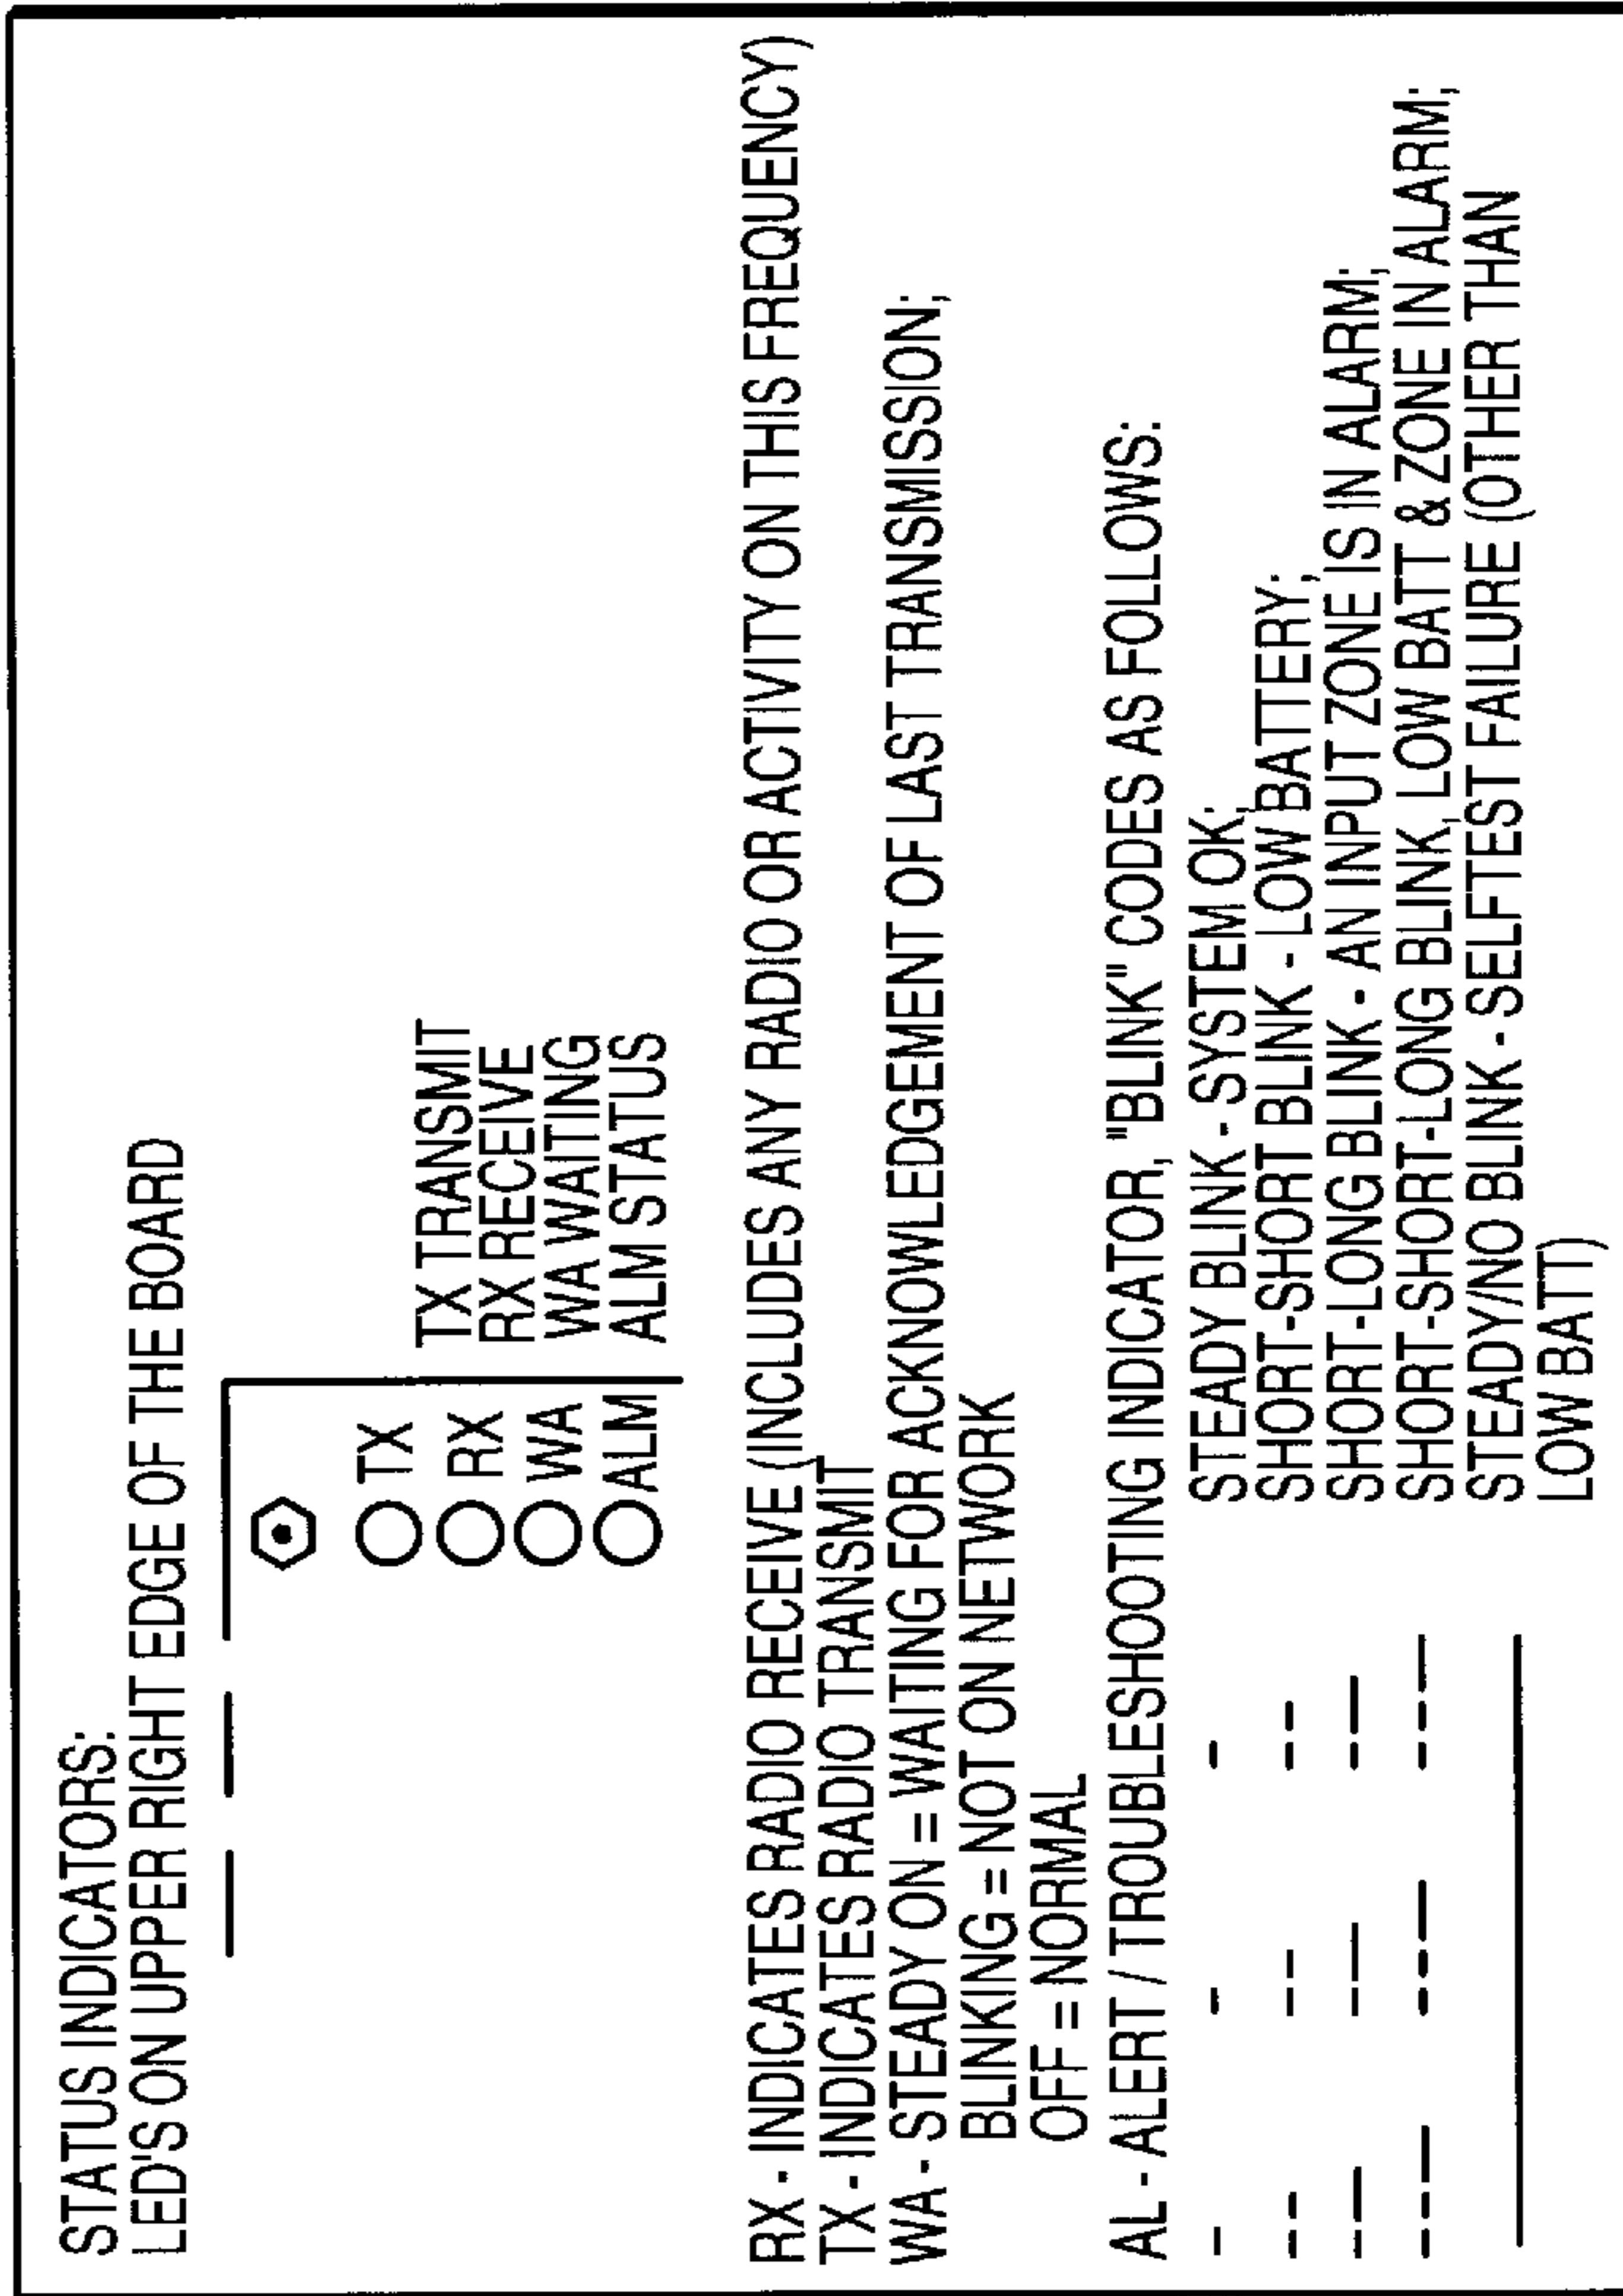 STATUS INDICATORS:
LED'S ON UPPER RIGHT EDGE OF THE BOARD
TX
RX
WA
ALM
TX TRANSMIT
RX RECEIVE
WA WAITING
ALM STATUS
RX - INDICATES RADIO RECEIVE (INCLUDES ANY RADIO OR ACTIVITY ON THIS FREQUENCY)
TX - INDICATES RADIO TRANSMIT
WA - STEADY ON = WAITING FOR ACKNOWLEDGEMENT OF LAST TRANSMISSION;
BLINKING = NOT ON NETWORK
OFF = NORMAL
AL - ALERT / TROUBLESHOOTING INDICATOR, "BLINK" CODES AS FOLLOWS:
STEADY BLINK - SYSTEM OK;
SHORT-SHORT BLINK - LOW BATTERY;
SHORT-LONG BLINK - AN INPUT ZONE IS IN ALARM;
SHORT-SHORT-LONG BLINK, LOW BATT & ZONE IN ALARM;
STEADY/NO BLINK - SELFTEST FAILURE (OTHER THAN
LOW BATT)